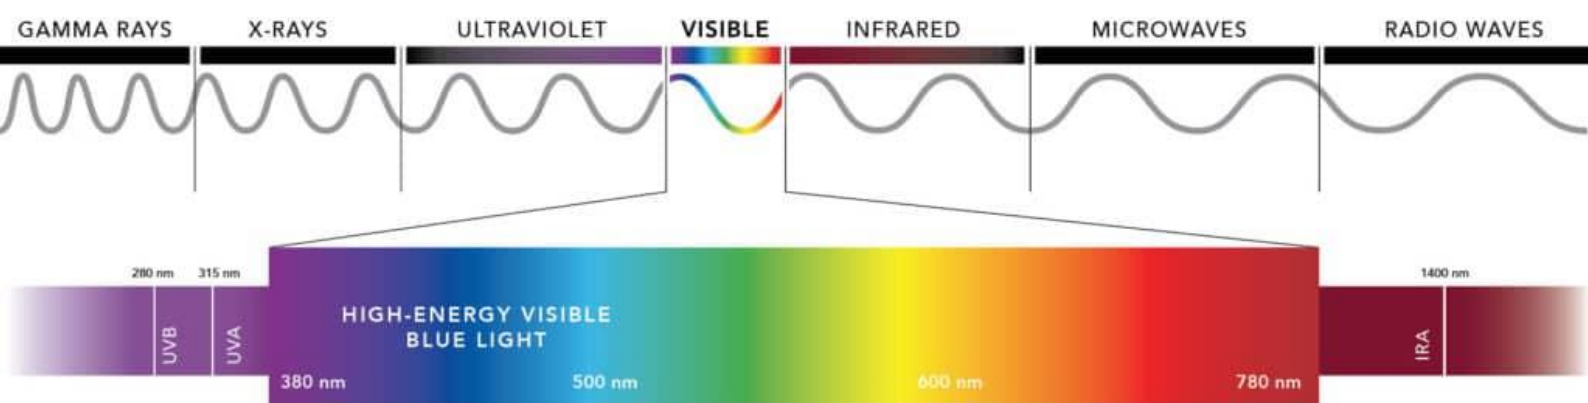 GAMMA RAYS
X-RAYS
ULTRAVIOLET
VISIBLE
INFRARED
MICROWAVES
RADIO WAVES
280 nm
315 nm
1400 nm
UVB
UVA
HIGH-ENERGY VISIBLE
BLUE LIGHT
IRA
380 nm
500 nm
600 nm
780 nm